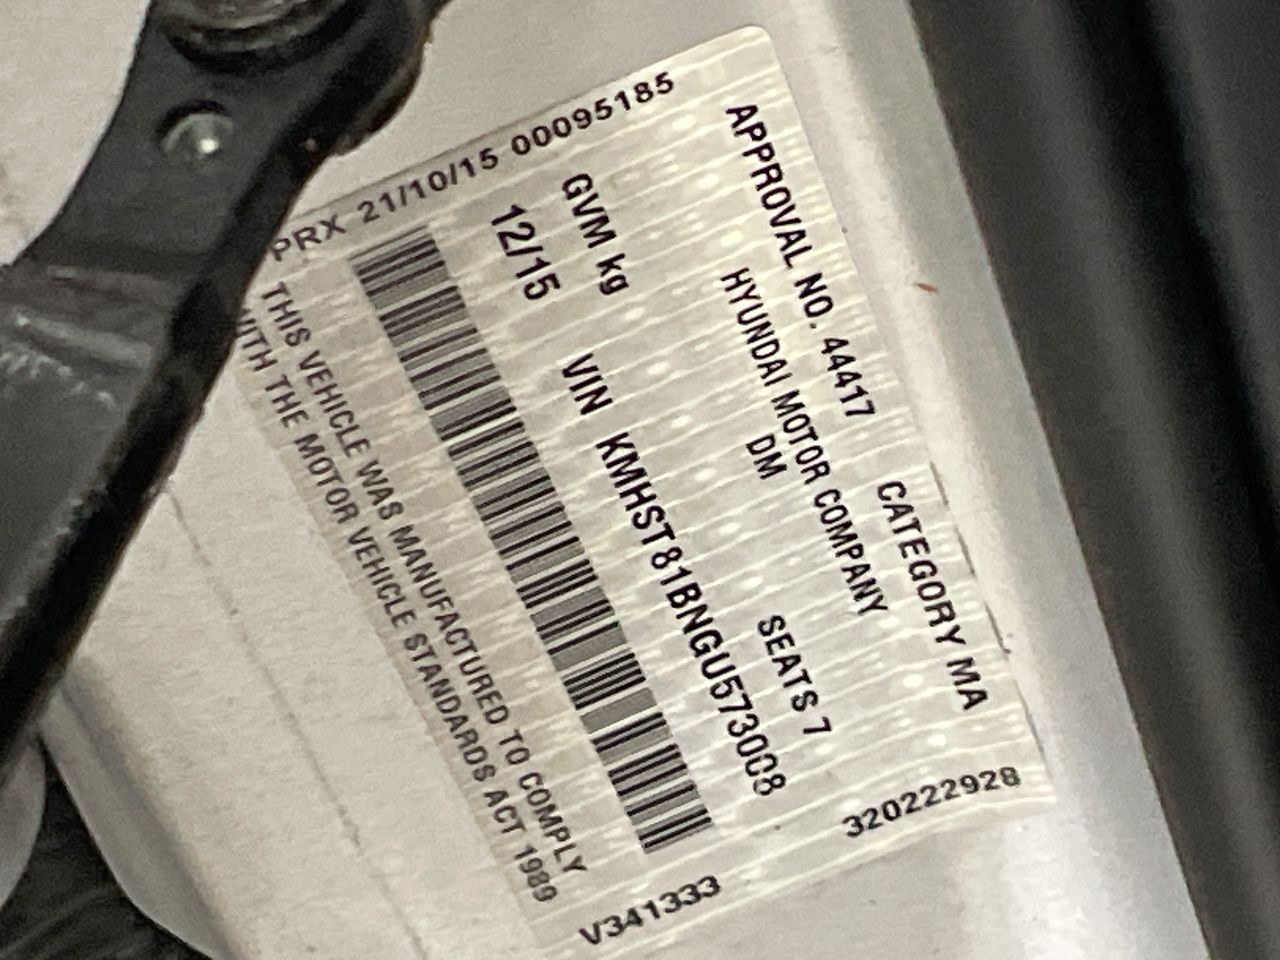 APPROVAL NO. 44417 CATEGORY MA
HYUNDAI MOTOR COMPANY
DM SEATS 7
GVM kg
12/15 VIN KMHST81BNGU573008
THIS VEHICLE WAS MANUFACTURED TO COMPLY
WITH THE MOTOR VEHICLE STANDARDS ACT 1989
PRX 21/10/15 00095185
V341333 320222928